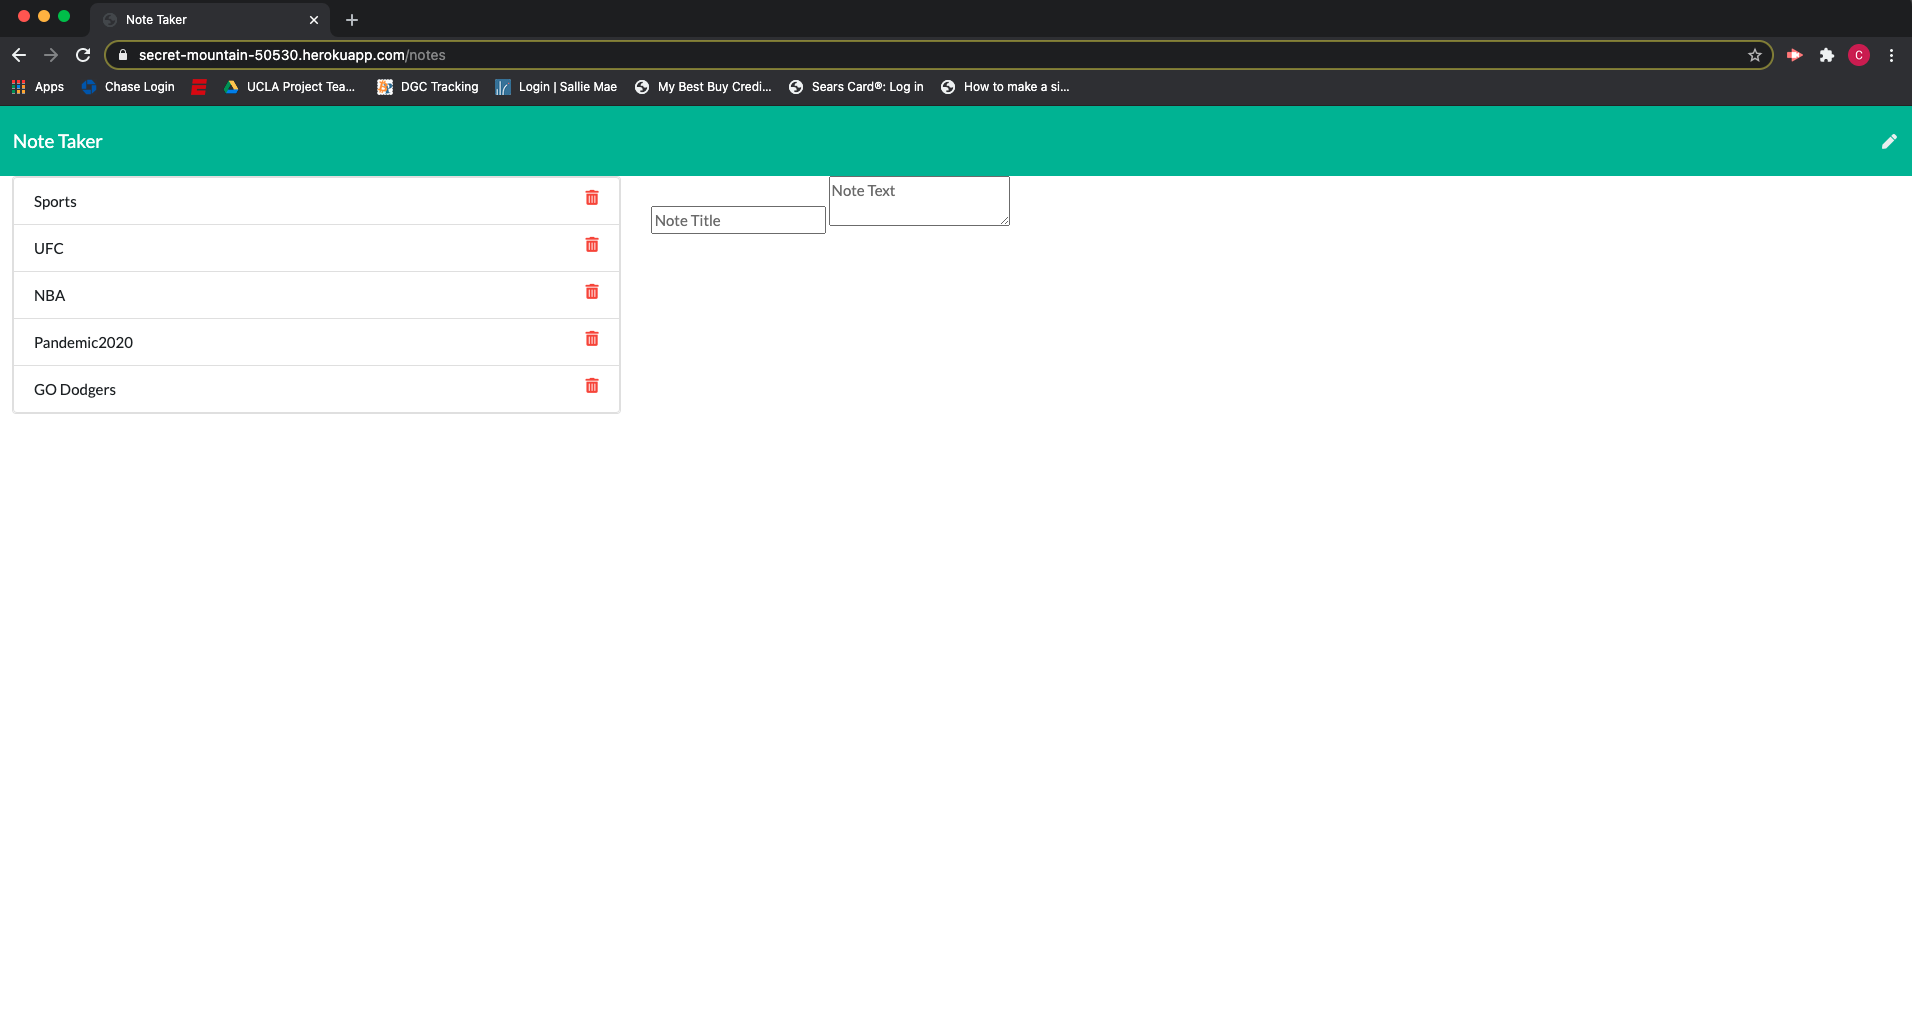 Note Taker
secret-mountain-50530.herokuapp.com/notes
C
Apps Chase Login UCLA Project Tea... DGC Tracking Login | Sallie Mae My Best Buy Credi... Sears Card®: Log in How to make a si...
Note Taker
Sports
UFC
NBA
Pandemic2020
GO Dodgers
Note Title
Note Text